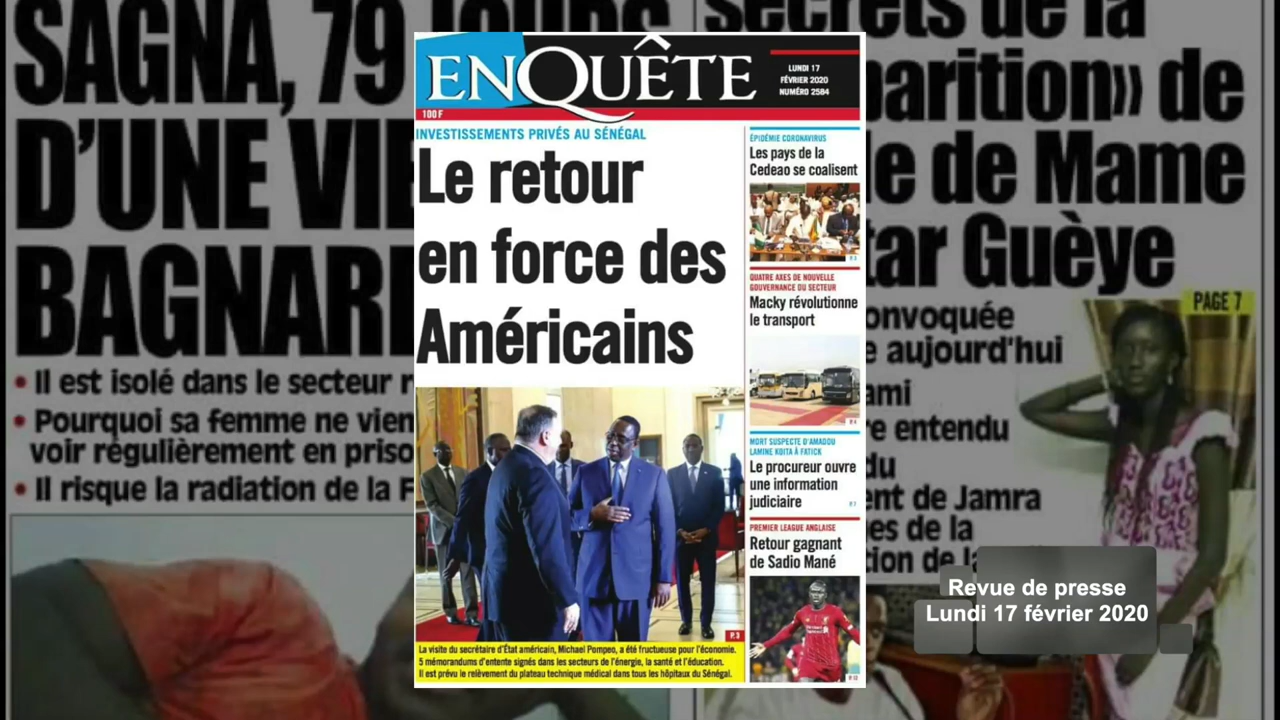 SAGNA, 79 JOURS
D'UNE VIE
BAGNAR
• Il est isolé dans le secteur
• Pourquoi sa femme ne vien
voir régulièrement en priso
• Il risque la radiation de la F
ENQUÊTE
LUNDI 17
FÉVRIER 2020
NUMÉRO 2584
100 F
INVESTISSEMENTS PRIVÉS AU SÉNÉGAL
Le retour
en force des
Américains
P.3
La visite du secrétaire d'État américain, Michael Pompeo, a été fructueuse pour l'économie.
5 mémorandums d'entente signés dans les secteurs de l'énergie, la santé et l'éducation.
Il est prévu le relèvement du plateau technique médical dans tous les hôpitaux du Sénégal.
ÉPIDÉMIE CORONAVIRUS
Les pays de la
Cedeao se coalisent
QUATRE AXES DE NOUVELLE
GOUVERNANCE DU SECTEUR
Macky révolutionne
le transport
MORT SUSPECTE D'AMADOU
LAMINE KOITA À FATICK
Le procureur ouvre
une information
judiciaire
PREMIER LEAGUE ANGLAISE
Retour gagnant
de Sadio Mané
secrets de la
parition» de
e de Mame
tar Guèye
PAGE 7
onvoquée
e aujourd'hui
ami
re entendu
du
ent de Jamra
es de la
tion de la
Revue de presse
Lundi 17 février 2020